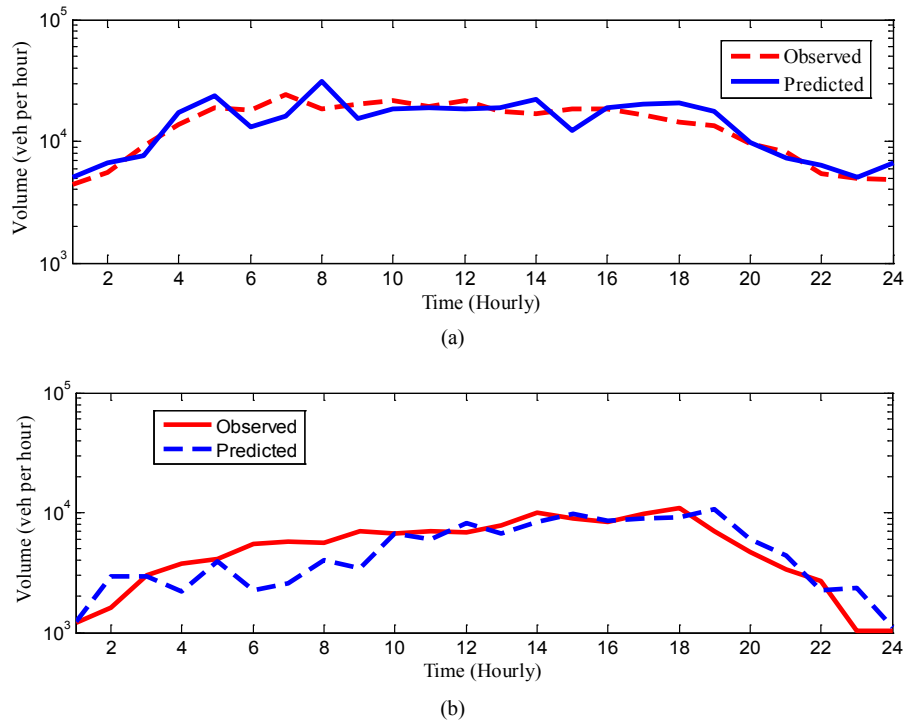 10^5
Observed
Predicted
10^4
10^3
Volume (veh per hour)
2 4 6 8 10 12 14 16 18 20 22 24
Time (Hourly)
(a)
10^5
Observed
Predicted
10^4
10^3
Volume (veh per hour)
2 4 6 8 10 12 14 16 18 20 22 24
Time (Hourly)
(b)